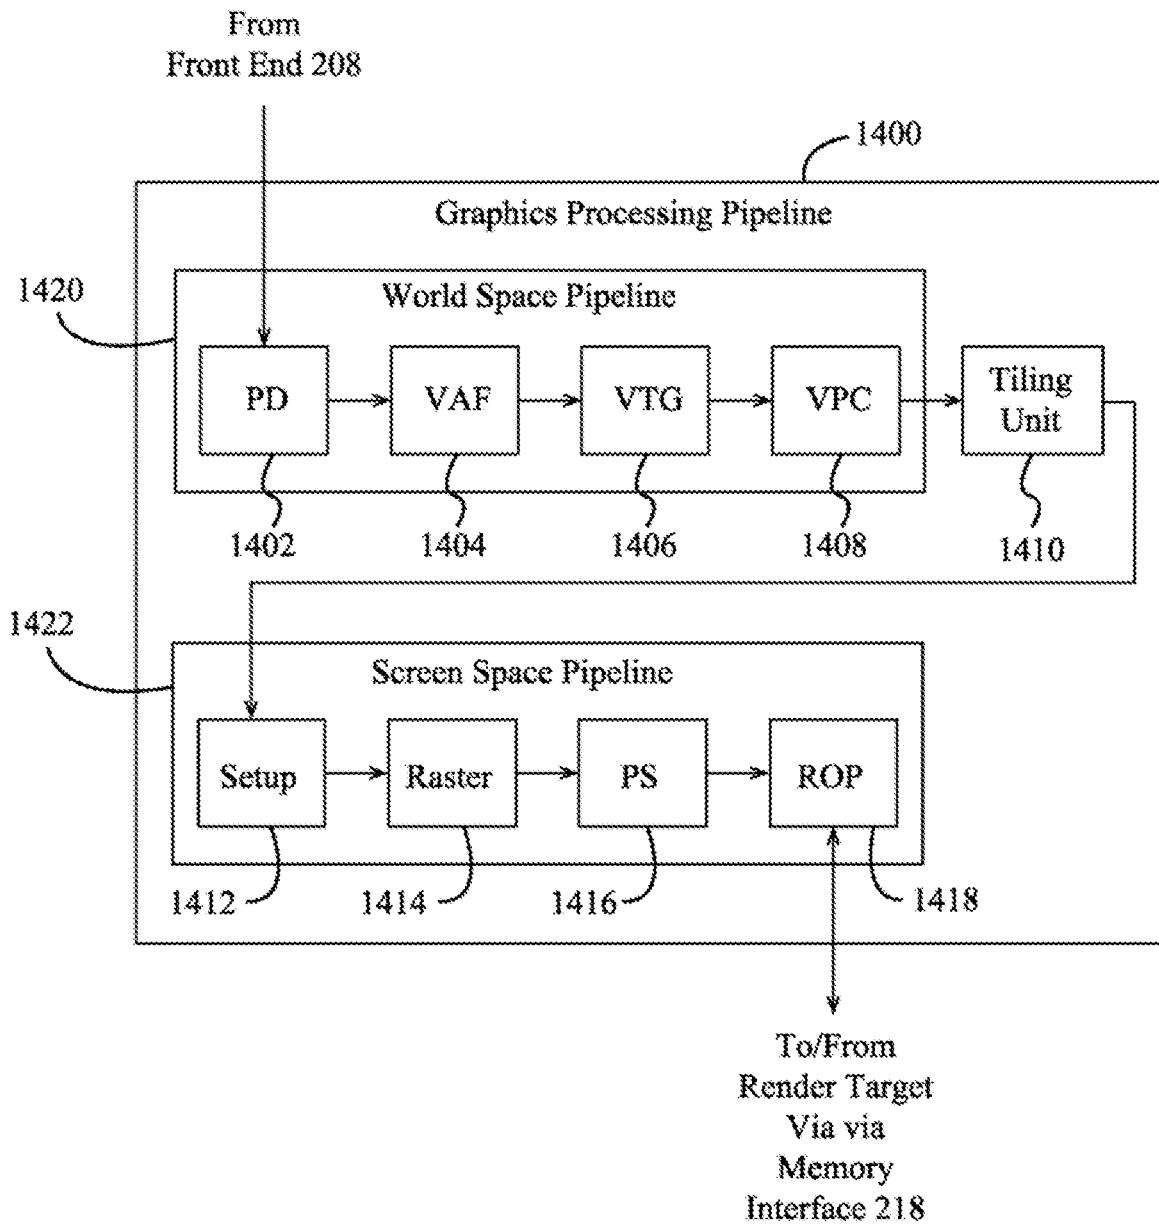 From
Front End 208
1400
Graphics Processing Pipeline
1420
World Space Pipeline
PD
VAF
VTG
VPC
Tiling
Unit
1402
1404
1406
1408
1410
1422
Screen Space Pipeline
Setup
Raster
PS
ROP
1412
1414
1416
1418
To/From
Render Target
Via via
Memory
Interface 218